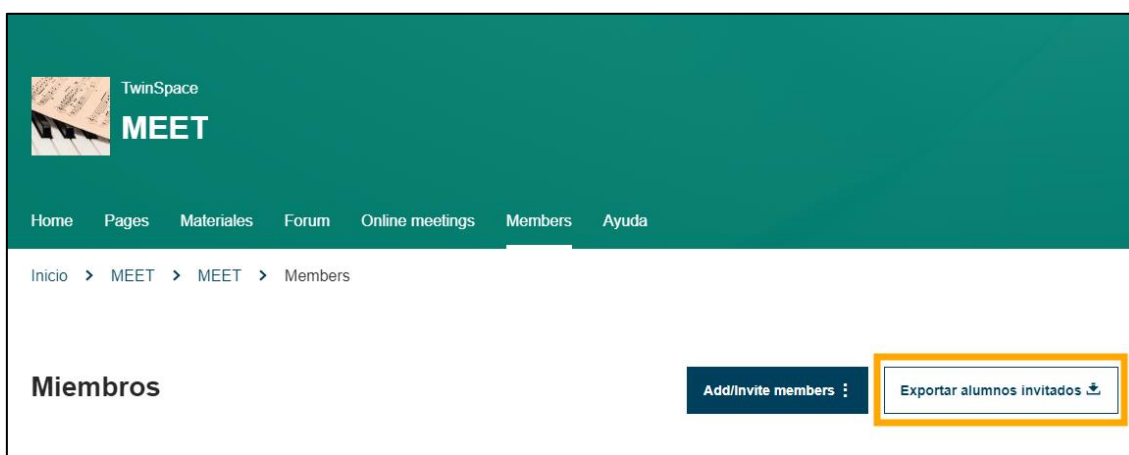 TwinSpace
MEET
Home Pages Materiales Forum Online meetings Members Ayuda
Inicio > MEET > MEET > Members
Miembros
Add/Invite members
Exportar alumnos invitados